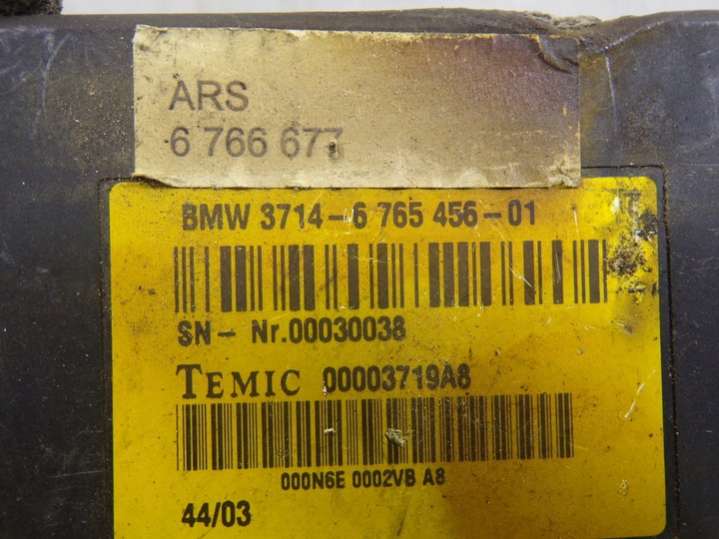 ARS
6 766 677
BMW 3714-6 765 456-01
SN- Nr.00030038
TEMIC 00003719A8
000N6E 0002VB A8
44/03